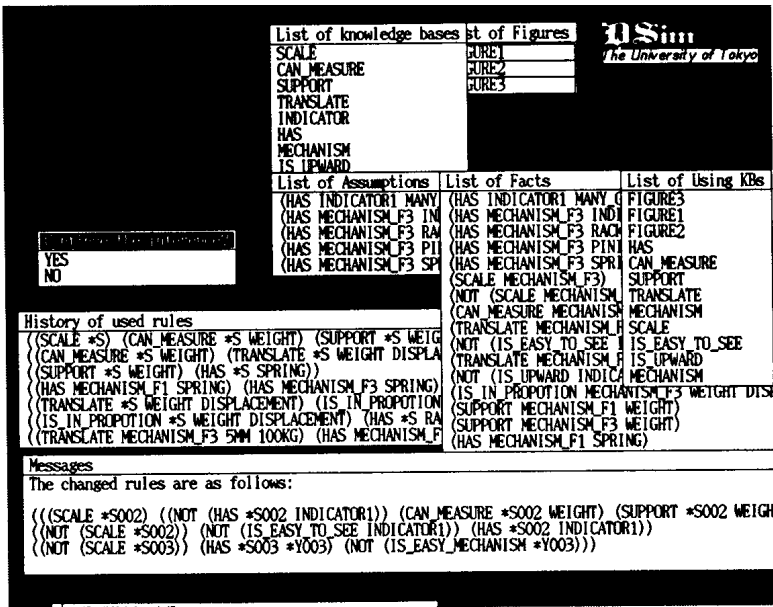 List of knowledge bases
SCALE
CAN_MEASURE
SUPPORT
TRANSLATE
INDICATOR
HAS
MECHANISM
IS_UPWARD
st of Figures
GURE1
GURE2
GURE3
DSim
The University of Tokyo
List of Assumptions
(HAS INDICATOR1 MANY
(HAS MECHANISM_F3 IN
(HAS MECHANISM_F3 RA
(HAS MECHANISM_F3 PI
(HAS MECHANISM_F3 SP
List of Facts
(HAS INDICATOR1 MANY_
(HAS MECHANISM_F3 INDI
(HAS MECHANISM_F3 RACK
(HAS MECHANISM_F3 PINI
(HAS MECHANISM_F3 SPRI
(SCALE MECHANISM_F3)
(NOT (SCALE MECHANISM_
(CAN_MEASURE MECHANISM
(TRANSLATE MECHANISM_F
(NOT (IS_EASY_TO_SEE I
(TRANSLATE MECHANISM_F
(NOT (IS_UPWARD INDICA
(IS_IN_PROPOTION MECHANISM_F3 WEIGHT DISP
(SUPPORT MECHANISM_F1 WEIGHT)
(SUPPORT MECHANISM_F3 WEIGHT)
(HAS MECHANISM_F1 SPRING)
List of Using KBs
FIGURE3
FIGURE1
FIGURE2
HAS
CAN_MEASURE
SUPPORT
TRANSLATE
MECHANISM
SCALE
IS_EASY_TO_SEE
IS_UPWARD
MECHANISM
YES
NO
History of used rules
((SCALE *S) (CAN_MEASURE *S WEIGHT) (SUPPORT *S WEIG
((CAN_MEASURE *S WEIGHT) (TRANSLATE *S WEIGHT DISPLA
((SUPPORT *S WEIGHT) (HAS *S SPRING))
((HAS MECHANISM_F1 SPRING) (HAS MECHANISM_F3 SPRING)
((TRANSLATE *S WEIGHT DISPLACEMENT) (IS_IN_PROPOTION
((IS_IN_PROPOTION *S WEIGHT DISPLACEMENT) (HAS *S RA
((TRANSLATE MECHANISM_F3 5MM 100KG) (HAS MECHANISM_F
Messages
The changed rules are as follows:
(((SCALE *S002) ((NOT (HAS *S002 INDICATOR1)) (CAN_MEASURE *S002 WEIGHT) (SUPPORT *S002 WEIGH
((NOT (SCALE *S002)) (NOT (IS_EASY_TO_SEE INDICATOR1)) (HAS *S002 INDICATOR1))
((NOT (SCALE *S003)) (HAS *S003 *Y003) (NOT (IS_EASY_MECHANISM *Y003)))